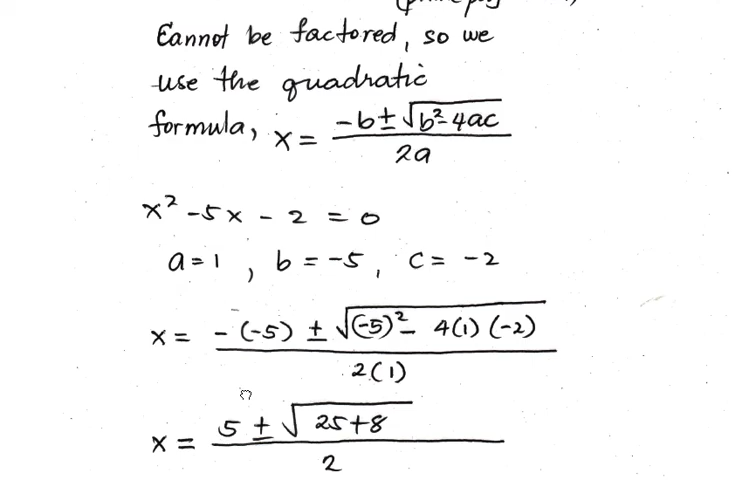 Cannot be factored, so we
use the quadratic
formula, x = (-b ± √(b² - 4ac)) / 2a
x² - 5x - 2 = 0
a = 1, b = -5, c = -2
x = (-(-5) ± √((-5)² - 4(1)(-2))) / 2(1)
x = (5 ± √(25 + 8)) / 2